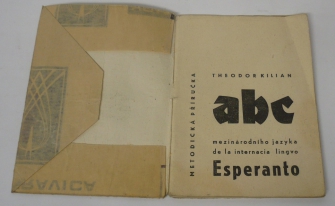 THEODOR KILIAN
METODICKÁ PŘÍRUČKA
abc
mezinárodního jazyka
de la internacia lingvo
Esperanto